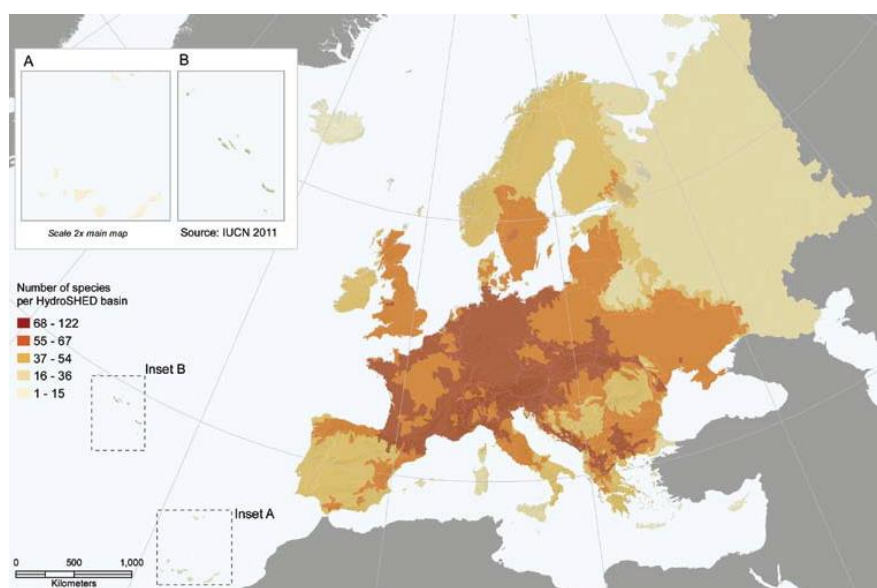 A
B
Scale 2x main map
Source: IUCN 2011
Number of species
per HydroSHED basin
68 - 122
55 - 67
37 - 54
16 - 36
1 - 15
Inset B
Inset A
0 500 1,000
Kilometers